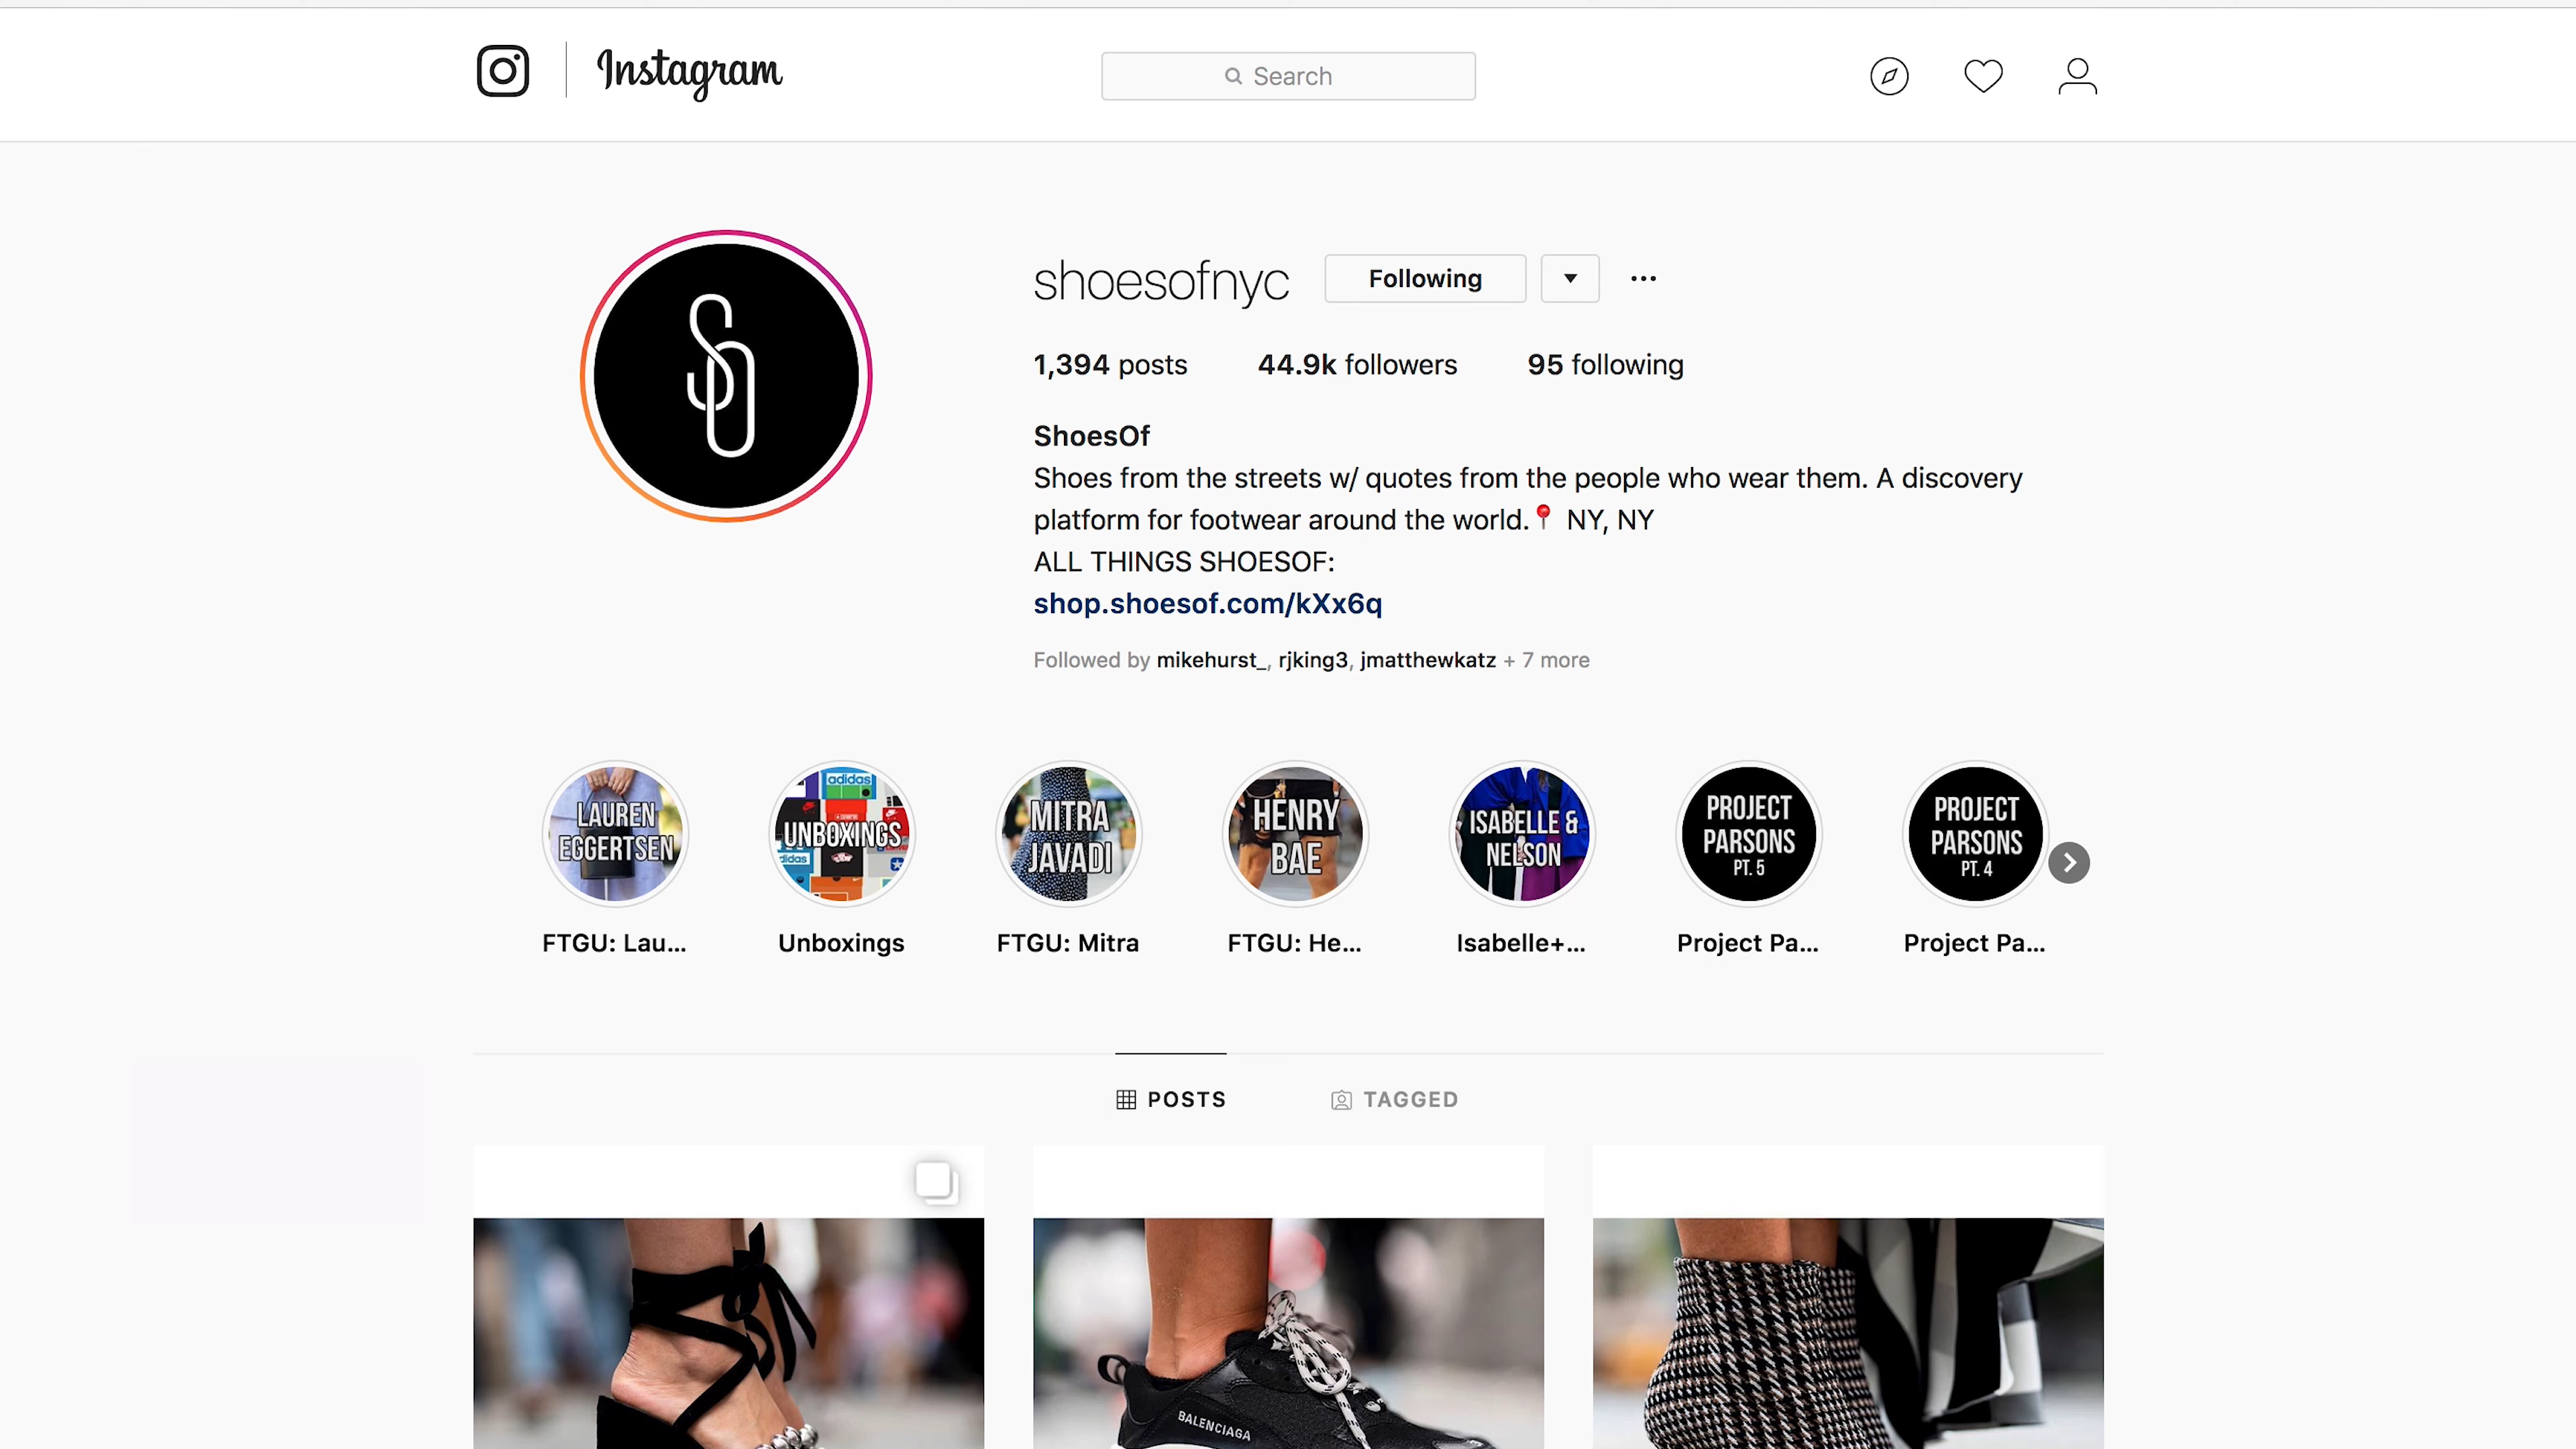 Instagram
Search
shoesofnyc
Following
1,394 posts
44.9k followers
95 following
ShoesOf
Shoes from the streets w/ quotes from the people who wear them. A discovery
platform for footwear around the world.📍 NY, NY
ALL THINGS SHOESOF:
shop.shoesof.com/kXx6q
Followed by mikehurst_, rjking3, jmatthewkatz + 7 more
LAUREN
EGGERTSEN
adidas
UNBOXINGS
didas
MITRA
JAVADI
HENRY
BAE
ISABELLE &
NELSON
PROJECT
PARSONS
PT. 5
PROJECT
PARSONS
PT. 4
FTGU: Lau...
Unboxings
FTGU: Mitra
FTGU: He...
Isabelle+...
Project Pa...
Project Pa...
POSTS
TAGGED
BALENCIAGA